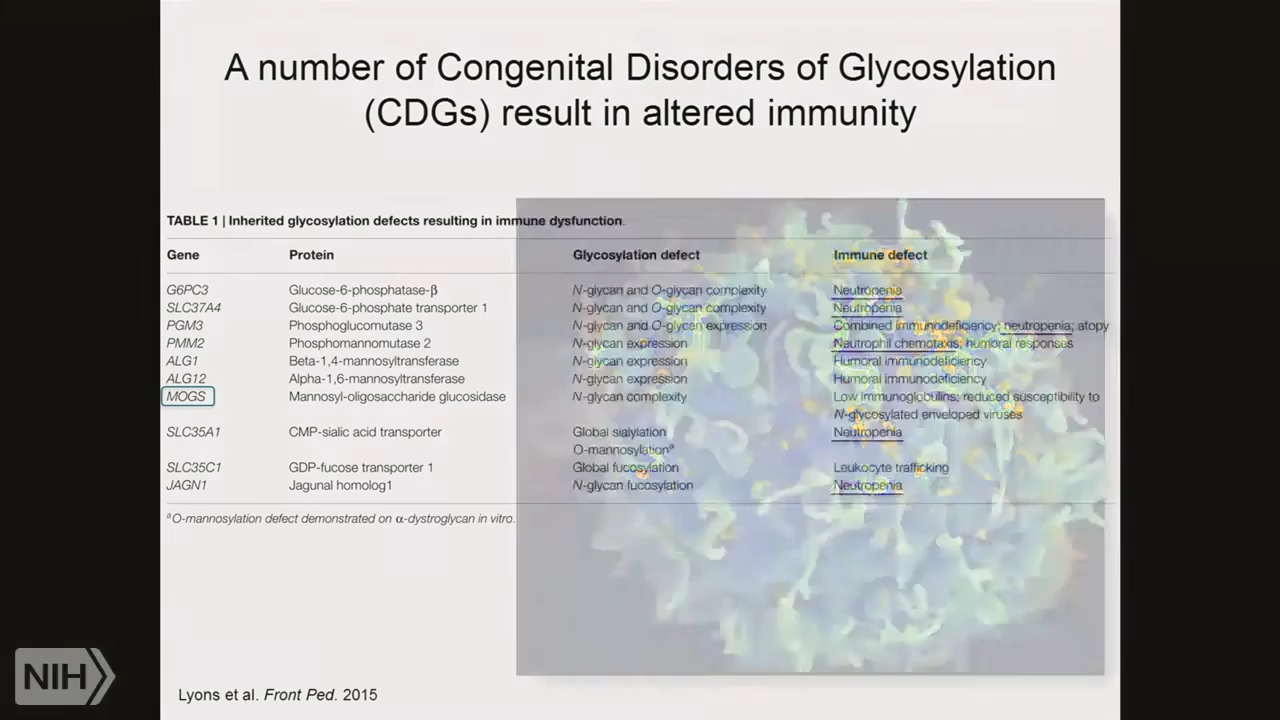 A number of Congenital Disorders of Glycosylation
(CDGs) result in altered immunity
TABLE 1 | Inherited glycosylation defects resulting in immune dysfunction.
Gene Protein Glycosylation defect Immune defect
G6PC3 Glucose-6-phosphatase-β N-glycan and O-glycan complexity Neutropenia
SLC37A4 Glucose-6-phosphate transporter 1 N-glycan and O-glycan complexity Neutropenia
PGM3 Phosphoglucomutase 3 N-glycan and O-glycan expression Combined immunodeficiency; neutropenia; atopy
PMM2 Phosphomannomutase 2 N-glycan expression Neutrophil chemotaxis; humoral responses
ALG1 Beta-1,4-mannosyltransferase N-glycan expression Humoral immunodeficiency
ALG12 Alpha-1,6-mannosyltransferase N-glycan expression Humoral immunodeficiency
MOGS Mannosyl-oligosaccharide glucosidase N-glycan complexity Low immunoglobulins; reduced susceptibility to
N-glycosylated enveloped viruses
SLC35A1 CMP-sialic acid transporter Global sialylation Neutropenia
O-mannosylationᵃ
SLC35C1 GDP-fucose transporter 1 Global fucosylation Leukocyte trafficking
JAGN1 Jagunal homolog1 N-glycan fucosylation Neutropenia
ᵃO-mannosylation defect demonstrated on α-dystroglycan in vitro.
NIH
Lyons et al. Front Ped. 2015